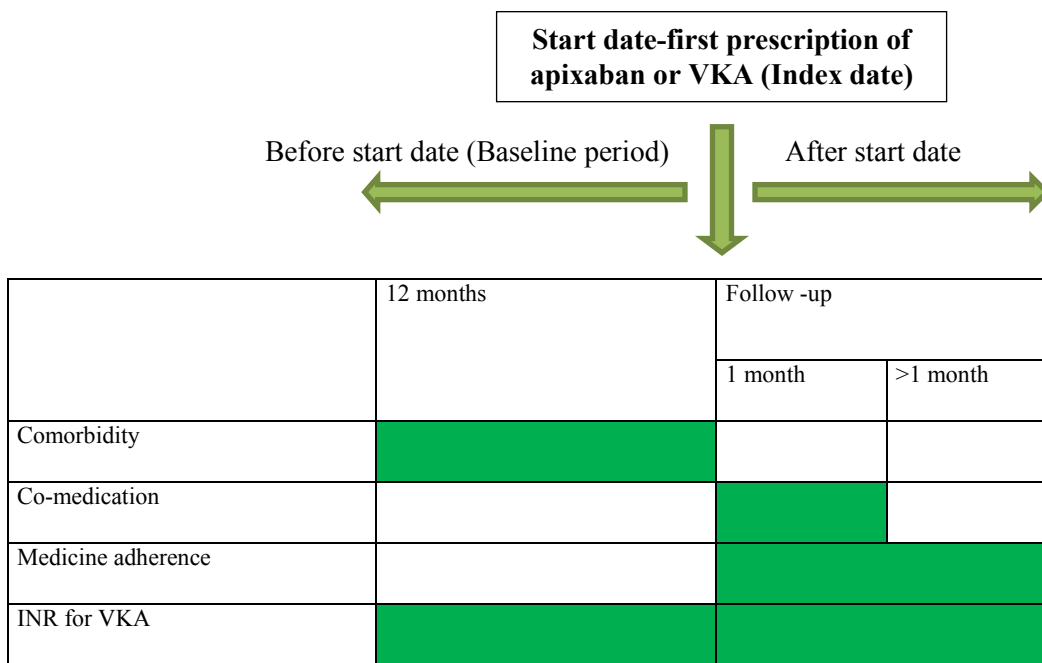 Start date-first prescription of
apixaban or VKA (Index date)
Before start date (Baseline period)
After start date
12 months
Follow -up
1 month
>1 month
Comorbidity
Co-medication
Medicine adherence
INR for VKA